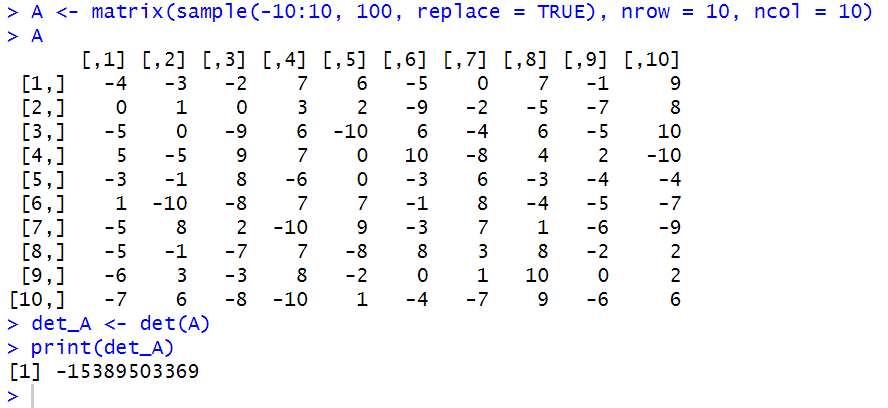 > A <- matrix(sample(-10:10, 100, replace = TRUE), nrow = 10, ncol = 10)
> A
      [,1] [,2] [,3] [,4] [,5] [,6] [,7] [,8] [,9] [,10]
 [1,]   -4   -3   -2    7    6   -5    0    7   -1     9
 [2,]    0    1    0    3    2   -9   -2   -5   -7     8
 [3,]   -5    0   -9    6  -10    6   -4    6   -5    10
 [4,]    5   -5    9    7    0   10   -8    4    2   -10
 [5,]   -3   -1    8   -6    0   -3    6   -3   -4    -4
 [6,]    1  -10   -8    7    7   -1    8   -4   -5    -7
 [7,]   -5    8    2  -10    9   -3    7    1   -6    -9
 [8,]   -5   -1   -7    7   -8    8    3    8   -2     2
 [9,]   -6    3   -3    8   -2    0    1   10    0     2
[10,]   -7    6   -8  -10    1   -4   -7    9   -6     6
> det_A <- det(A)
> print(det_A)
[1] -15389503369
>